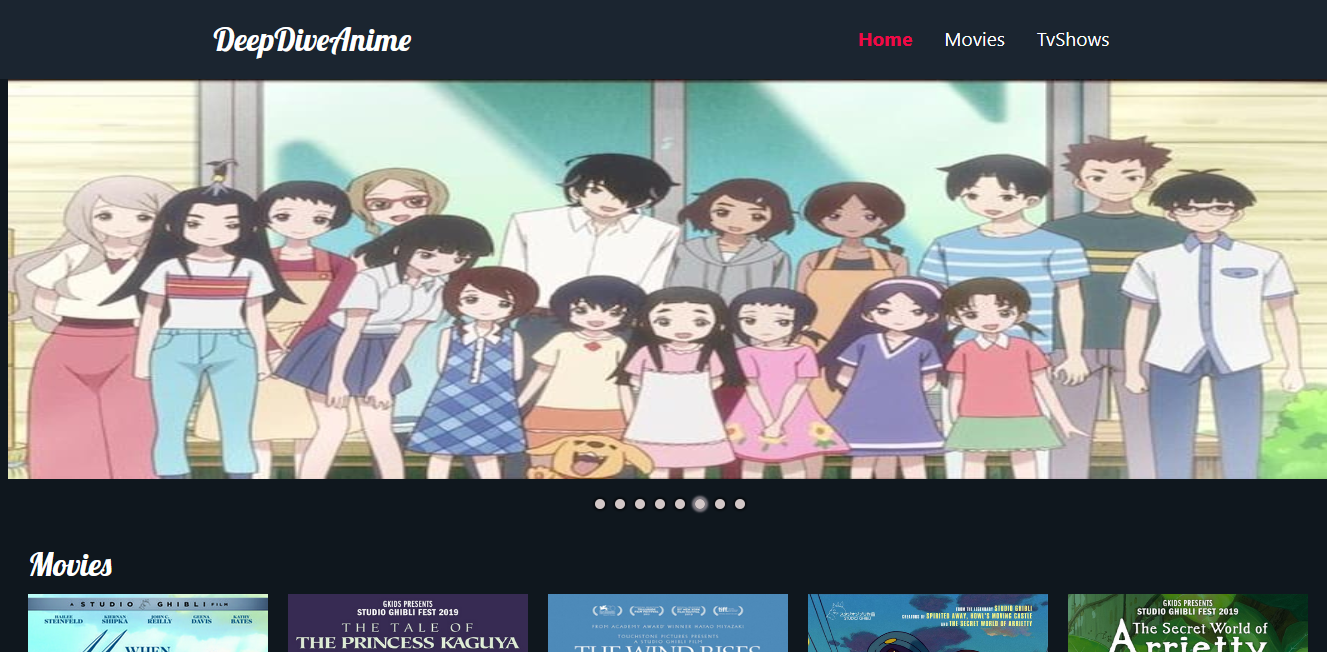 DeepDiveAnime
Home Movies TvShows
Movies
A STUDIO GHIBLI FILM
HAILEE STEINFELD KIERNAN SHIPKA JOHN C. REILLY GEENA DAVIS KATHY BATES
WHEN
GKIDS PRESENTS
STUDIO GHIBLI FEST 2019
THE TALE OF
THE PRINCESS KAGUYA
FROM ACADEMY AWARD WINNER HAYAO MIYAZAKI
TOUCHSTONE PICTURES PRESENTS
A STUDIO GHIBLI FILM
THE WIND RISES
FROM THE LEGENDARY STUDIO GHIBLI
CREATORS OF SPIRITED AWAY, HOWL'S MOVING CASTLE
AND THE SECRET WORLD OF ARRIETTY
GKIDS PRESENTS
STUDIO GHIBLI FEST 2019
The Secret World of
Arrietty